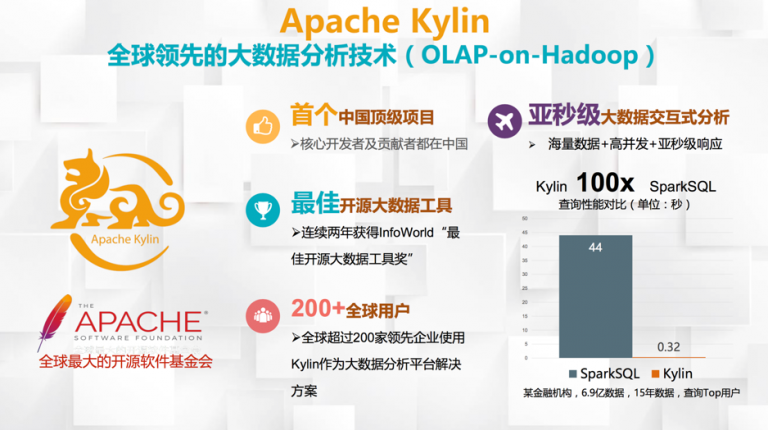 Apache Kylin
全球领先的大数据分析技术（OLAP-on-Hadoop）
Apache Kylin
THE
APACHE®
SOFTWARE FOUNDATION
全球最大的开源软件基金会
首个中国顶级项目
➢核心开发者及贡献者都在中国
最佳开源大数据工具
➢连续两年获得InfoWorld“最
佳开源大数据工具奖”
200+全球用户
➢全球超过200家领先企业使用
Kylin作为大数据分析平台解决
方案
亚秒级大数据交互式分析
➢ 海量数据+高并发+亚秒级响应
Kylin 100x SparkSQL
查询性能对比（单位：秒）
50
45
40
35
30
25
20
15
10
5
0
44
0.32
SparkSQL Kylin
某金融机构，6.9亿数据，15年数据，查询Top用户